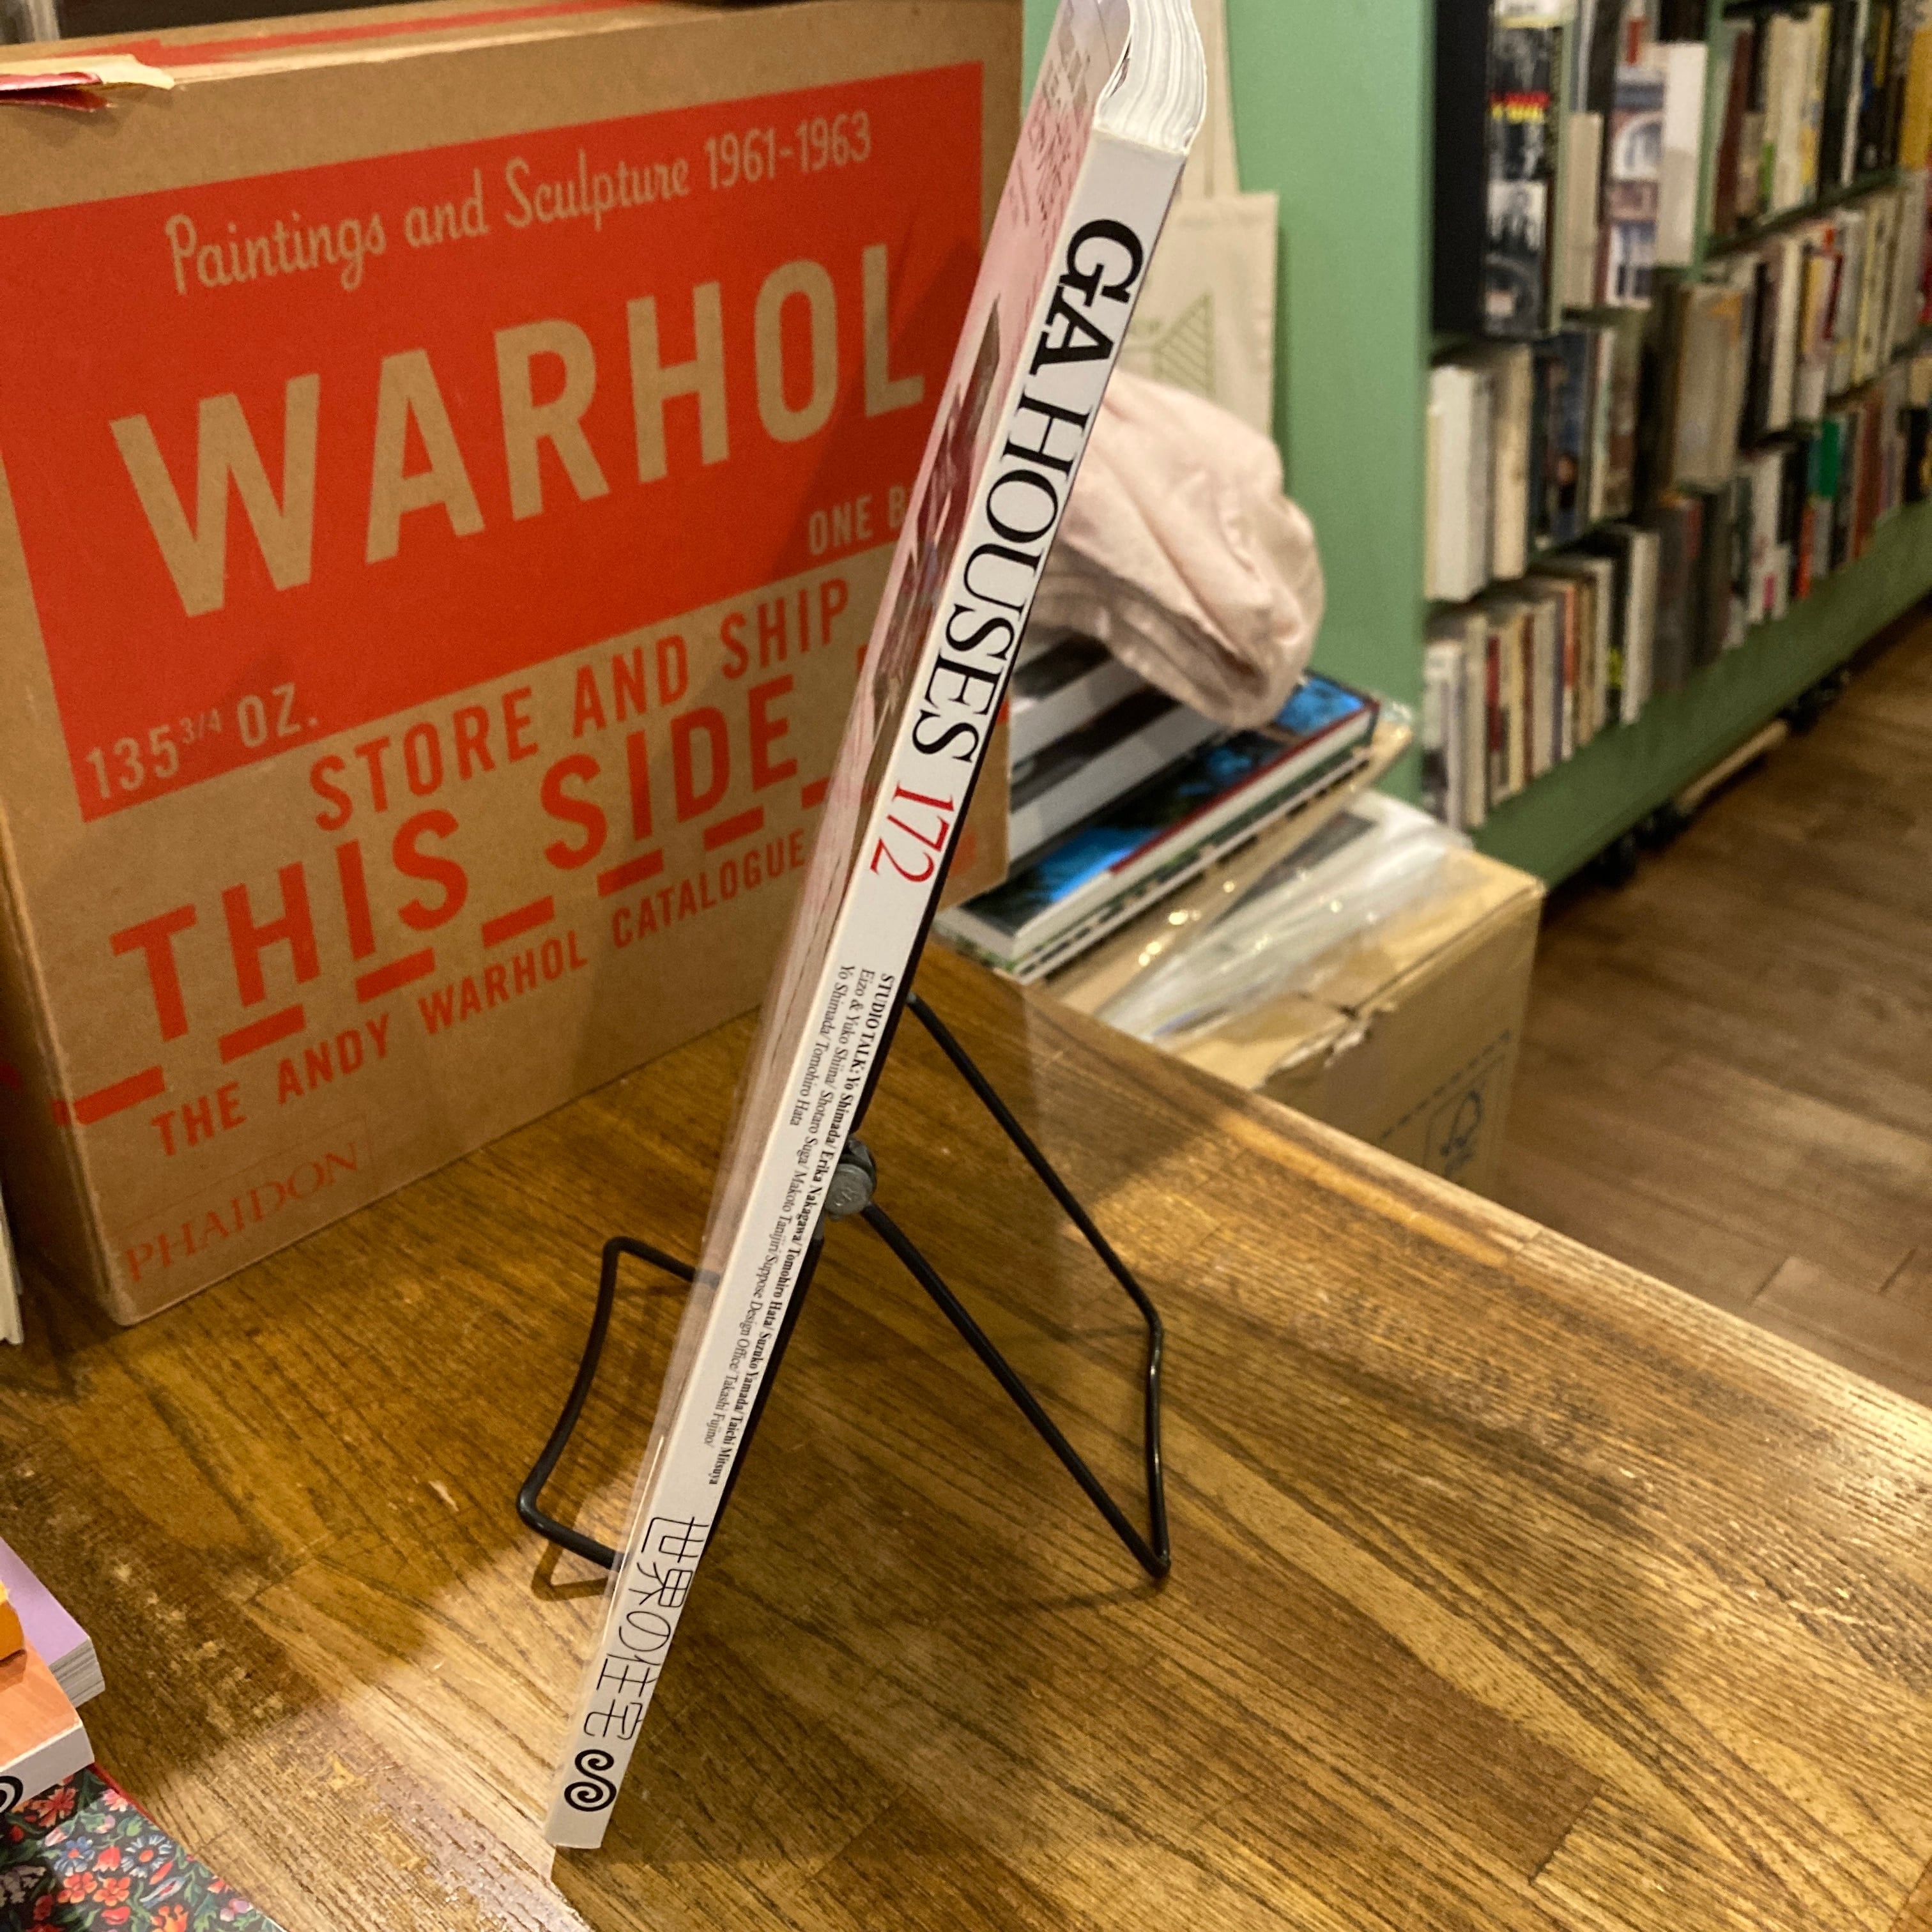 Paintings and Sculpture 1961-1963
WARHOL
ONE
135 3/4 OZ.
STORE AND SHIP
THIS SIDE
THE ANDY WARHOL CATALOGUE
PHAIDON
GA HOUSES 172
STUDIO TALK: Yo Shimada/ Erika Nakagawa/ Tomohiro Hata/ Suzuko Yamada/ Taichi Mitsuya
Eizo & Yuko Shiina/ Shotaro Suga/ Makoto Tanijiri/Suppose Design Office/ Takashi Fujino/
Yo Shimada/ Tomohiro Hata
世界の住宅